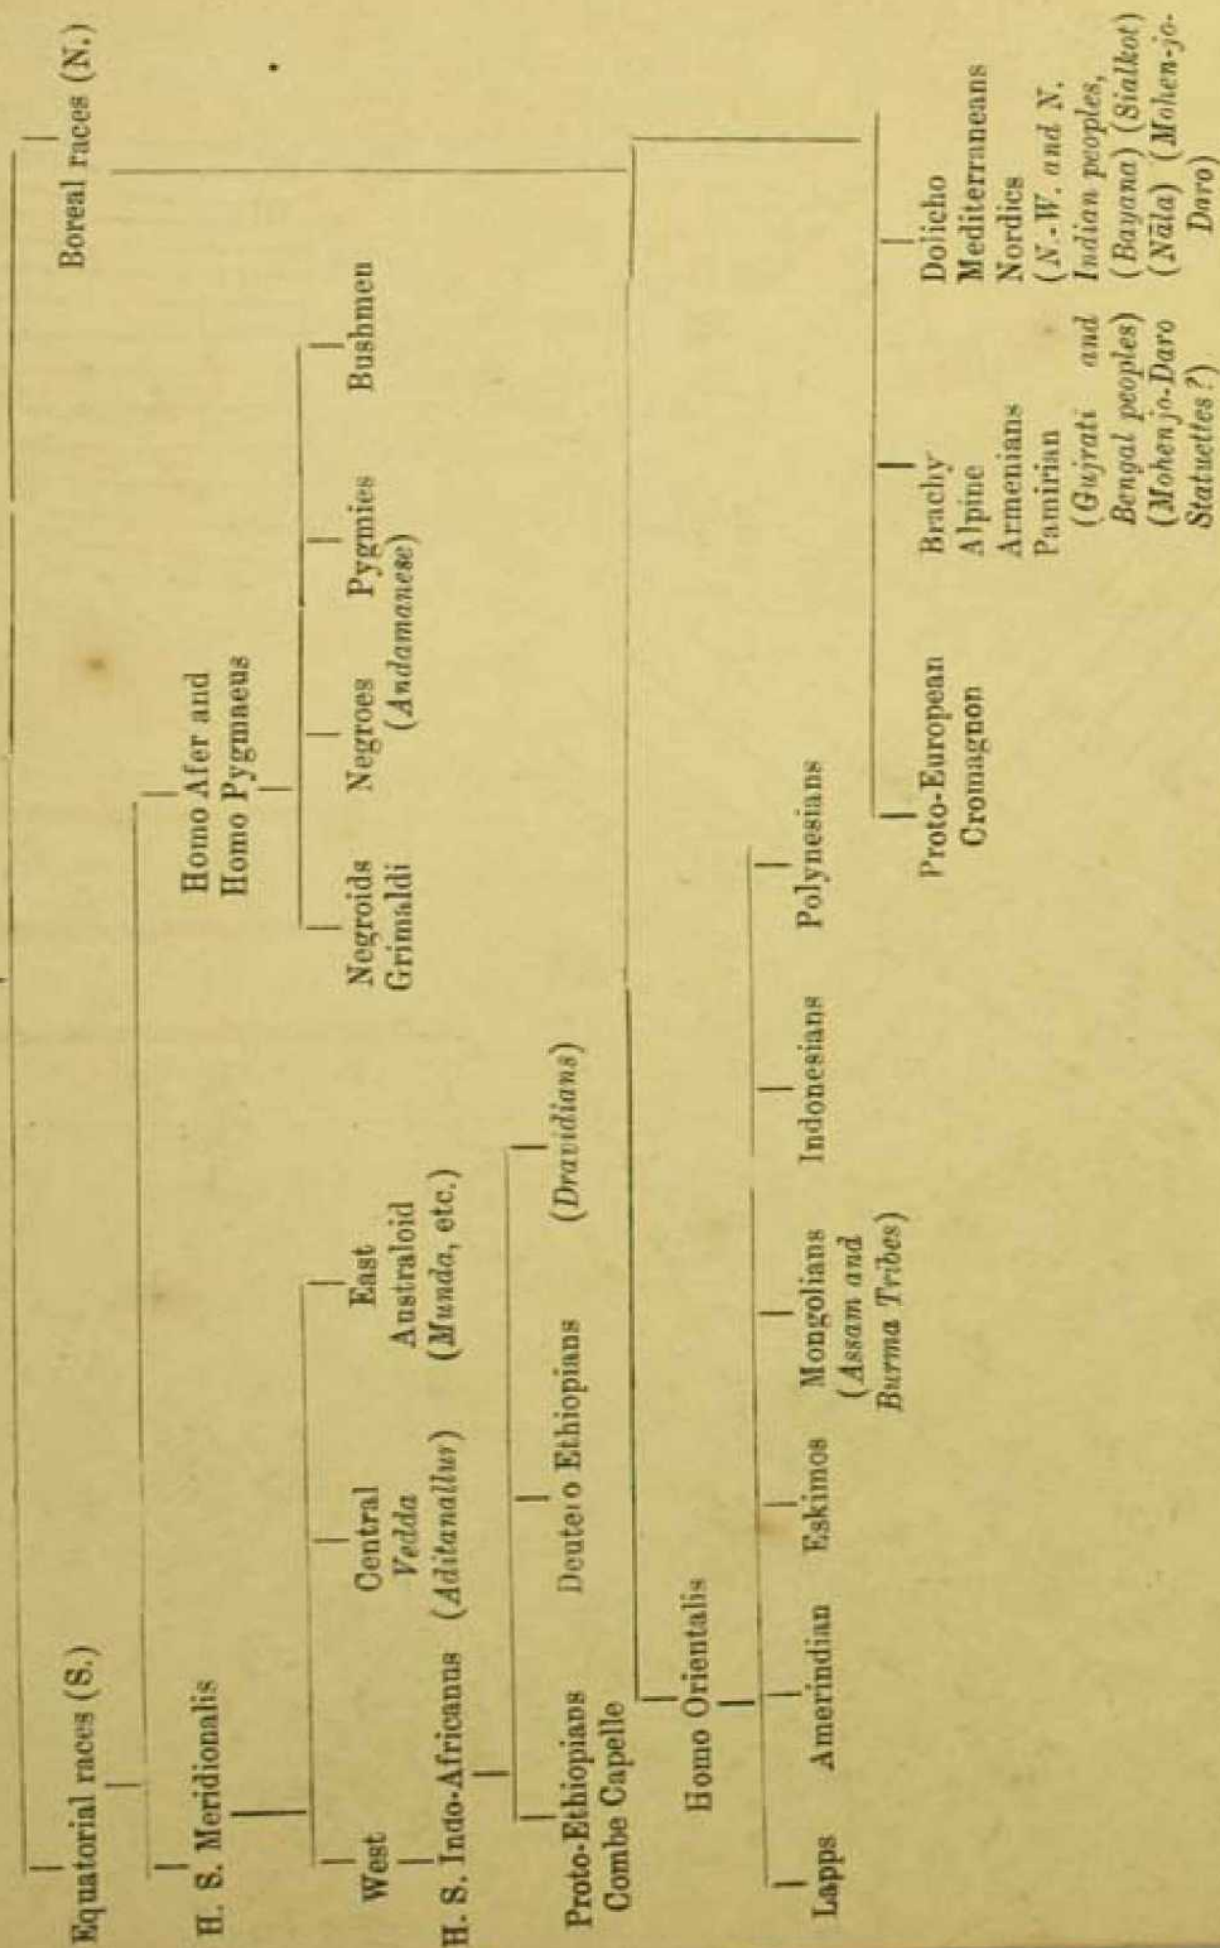 Equatorial races (S.)
Boreal races (N.)
H. S. Meridionalis
Homo Afer and
Homo Pygmaeus
West
Central
Vedda
(Aditanallur)
East
Australoid
(Munda, etc.)
Negroids
Grimaldi
Negroes
Pygmies
(Andamanese)
Bushmen
H. S. Indo-Africanus
Proto-Ethiopians
Combe Capelle
Deutero Ethiopians
(Dravidians)
Homo Orientalis
Lapps
Amerindian
Eskimos
Mongolians
(Assam and
Burma Tribes)
Indonesians
Polynesians
Proto-European
Cromagnon
Brachy
Alpine
Armenians
Pamirian
(Gujrati and
Bengal peoples)
(Mohenjo-Daro
Statuettes?)
Dolicho
Mediterraneans
Nordics
(N.-W. and N.
Indian peoples,
(Bayana) (Sialkot)
(Nāla) (Mohen-jo-
Daro)